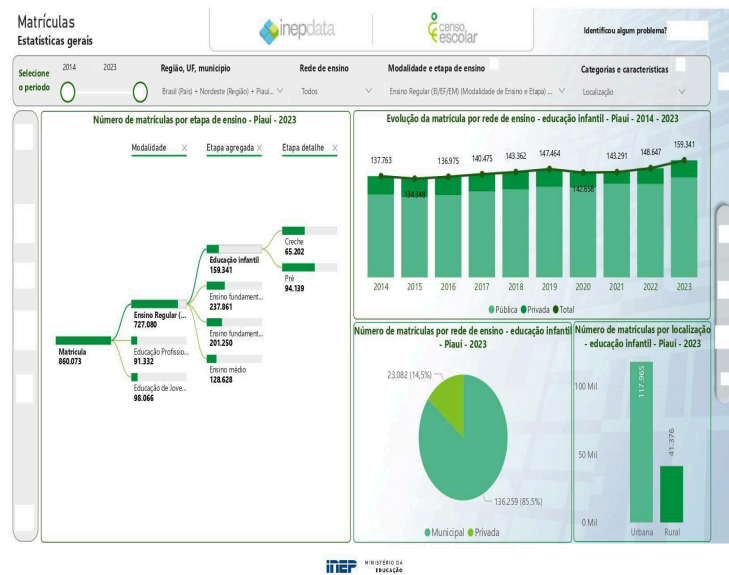 Matrículas
Estatísticas gerais
inepdata
censo
escolar
Identificou algum problema?
Selecione
o período
2014
2023
Região, UF, município
Brasil (País) + Nordeste (Região) + Piauí...
Rede de ensino
Todos
Modalidade e etapa de ensino
Ensino Regular (EI/EF/EM) (Modalidade de Ensino e Etapa) ...
Categorias e características
Localização
Número de matrículas por etapa de ensino - Piauí - 2023
Modalidade
Etapa agregada
Etapa detalhe
Matrícula
860.073
Ensino Regular (...
727.080
Educação Profissio...
91.332
Educação de Jove...
98.066
Educação infantil
159.341
Ensino fundament...
237.861
Ensino fundament...
201.250
Ensino médio
128.628
Creche
65.202
Pré
94.139
Evolução da matrícula por rede de ensino - educação infantil - Piauí - 2014 - 2023
137.763
134.348
136.975
140.475
143.362
147.464
142.658
143.291
148.647
159.341
2014 2015 2016 2017 2018 2019 2020 2021 2022 2023
Pública Privada Total
Número de matrículas por rede de ensino - educação infantil
- Piauí - 2023
23.082 (14,5%)
136.259 (85,5%)
Municipal Privada
Número de matrículas por localização
- educação infantil - Piauí - 2023
100 Mil
50 Mil
0 Mil
117.965
41.376
Urbana Rural
inep
MINISTÉRIO DA
EDUCAÇÃO